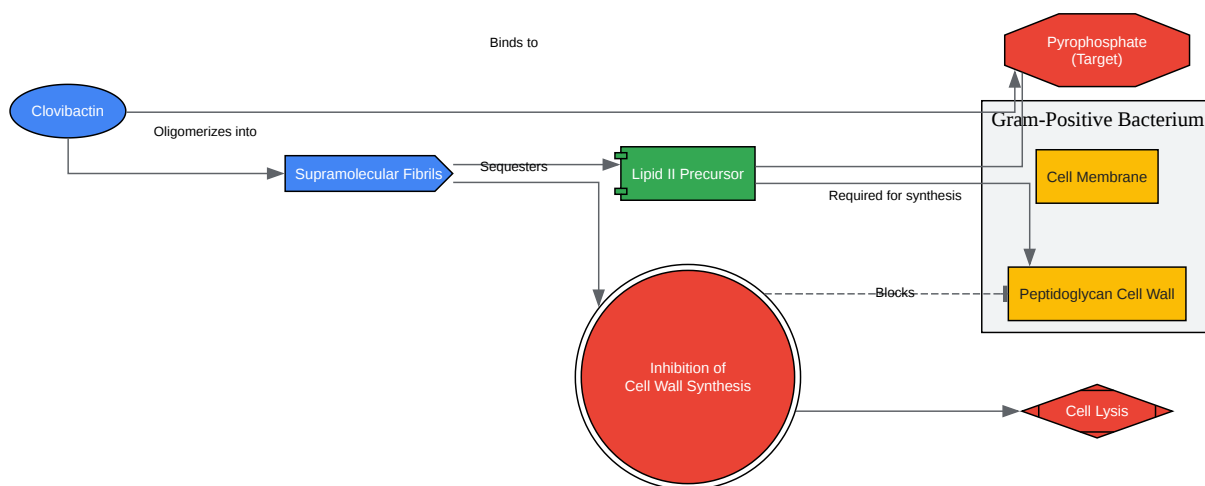 Binds to
Pyrophosphate
(Target)
Clovibactin
Gram-Positive Bacterium
Oligomerizes into
Supramolecular Fibrils
Sequesters
Lipid II Precursor
Cell Membrane
Required for synthesis
Blocks
Peptidoglycan Cell Wall
Inhibition of
Cell Wall Synthesis
Cell Lysis